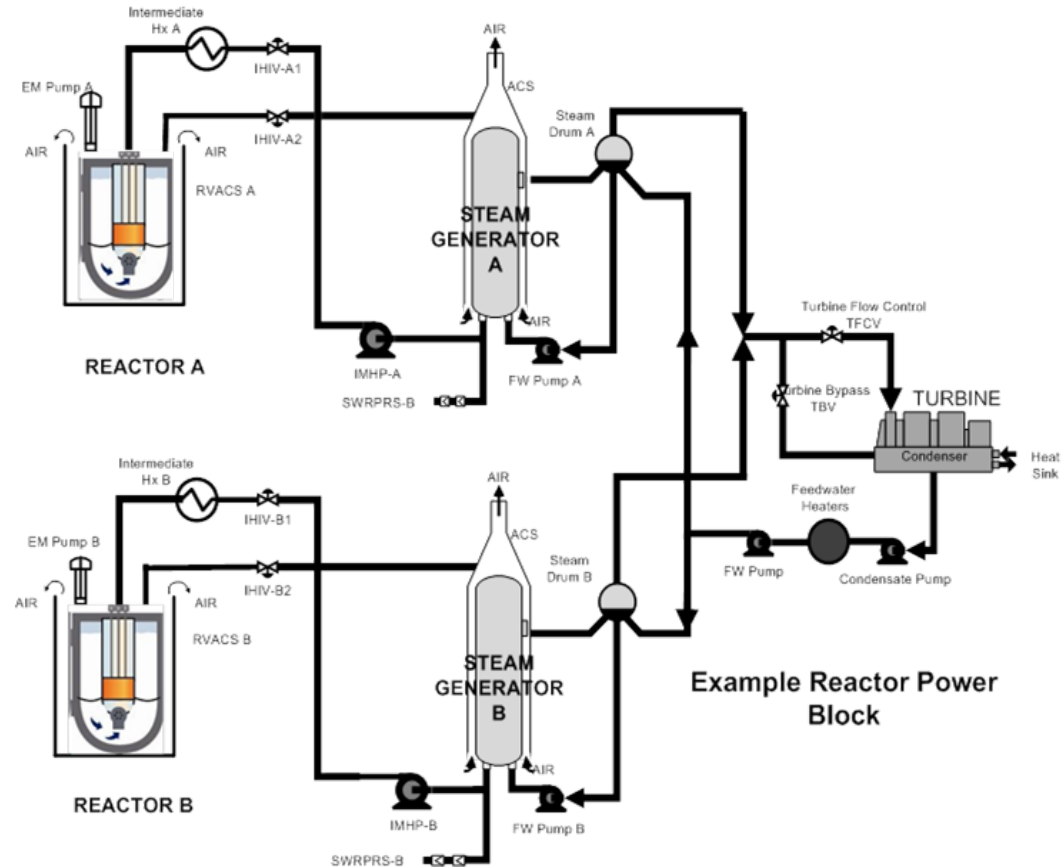 Intermediate
Hx A
AIR
IHIV-A1
ACS
EM Pump A
Steam
Drum A
IHIV-A2
AIR
AIR
RVACS A
STEAM
GENERATOR
A
Turbine Flow Control
TFCV
AIR
REACTOR A
IMHP-A
FW Pump A
SWRPRS-B
Turbine Bypass
TBV
TURBINE
Condenser
Heat
Sink
Intermediate
Hx B
AIR
IHIV-B1
ACS
Feedwater
Heaters
EM Pump B
Steam
Drum B
FW Pump
Condensate Pump
IHIV-B2
AIR
AIR
RVACS B
STEAM
GENERATOR
B
Example Reactor Power
Block
AIR
REACTOR B
IMHP-B
FW Pump B
SWRPRS-B